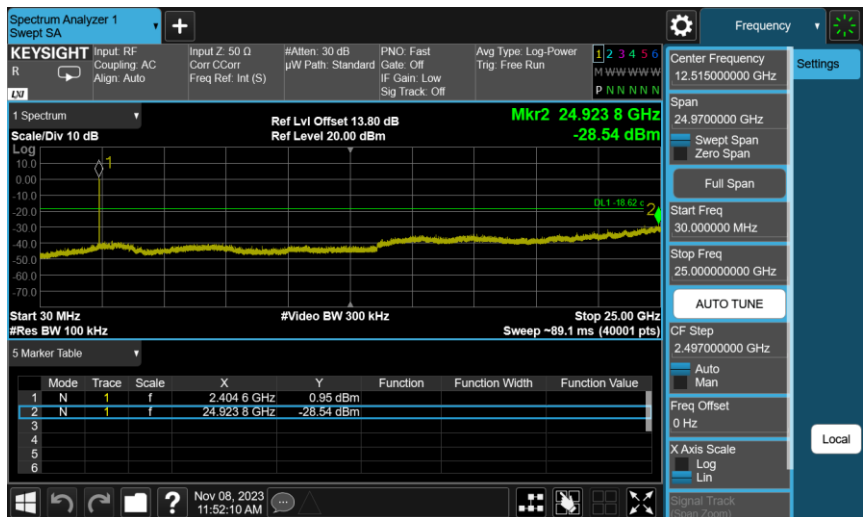 Spectrum Analyzer 1
Swept SA
+
Frequency
KEYSIGHT
R
LXI
Input: RF
Coupling: AC
Align: Auto
Input Z: 50 Ω
Corr CCorr
Freq Ref: Int (S)
#Atten: 30 dB
µW Path: Standard
PNO: Fast
Gate: Off
IF Gain: Low
Sig Track: Off
Avg Type: Log-Power
Trig: Free Run
1 2 3 4 5 6
M W W W W W
P N N N N N
1 Spectrum
Scale/Div 10 dB
Ref Lvl Offset 13.80 dB
Ref Level 20.00 dBm
Mkr2 24.923 8 GHz
-28.54 dBm
Log
10.0
0.00
-10.0
-20.0
-30.0
-40.0
-50.0
-60.0
-70.0
1
DL1 -18.62
2
Start 30 MHz
#Video BW 300 kHz
Stop 25.00 GHz
#Res BW 100 kHz
Sweep ~89.1 ms (40001 pts)
5 Marker Table
Mode Trace Scale X Y Function Function Width Function Value
1 N 1 f 2.404 6 GHz 0.95 dBm
2 N 1 f 24.923 8 GHz -28.54 dBm
3
4
5
6
Nov 08, 2023
11:52:10 AM
Center Frequency
12.515000000 GHz
Settings
Span
24.9700000 GHz
Swept Span
Zero Span
Full Span
Start Freq
30.000000 MHz
Stop Freq
25.000000000 GHz
AUTO TUNE
CF Step
2.497000000 GHz
Auto
Man
Freq Offset
0 Hz
Local
X Axis Scale
Log
Lin
Signal Track
(Span Zoom)